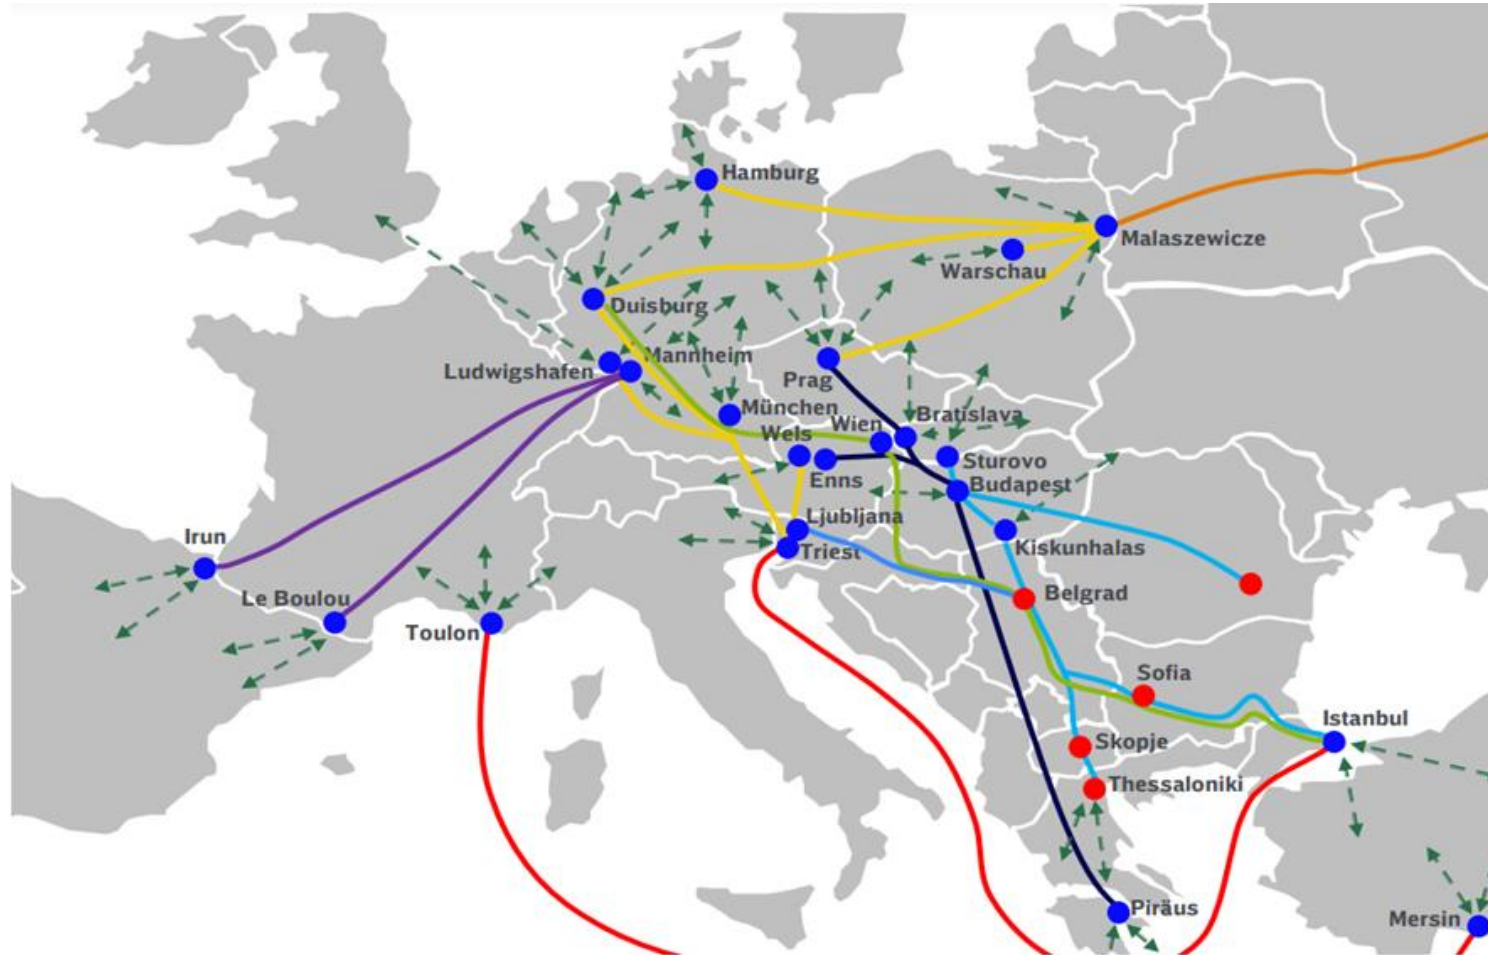 Hamburg
Malaszewicze
Warschau
Duisburg
Mannheim
Ludwigshafen
Prag
München
Bratislava
Wien
Wels
Sturovo
Enns
Budapest
Ljubljana
Irun
Triest
Kiskunhalas
Le Boulou
Belgrad
Toulon
Sofia
Istanbul
Skopje
Thessaloniki
Piräus
Mersin